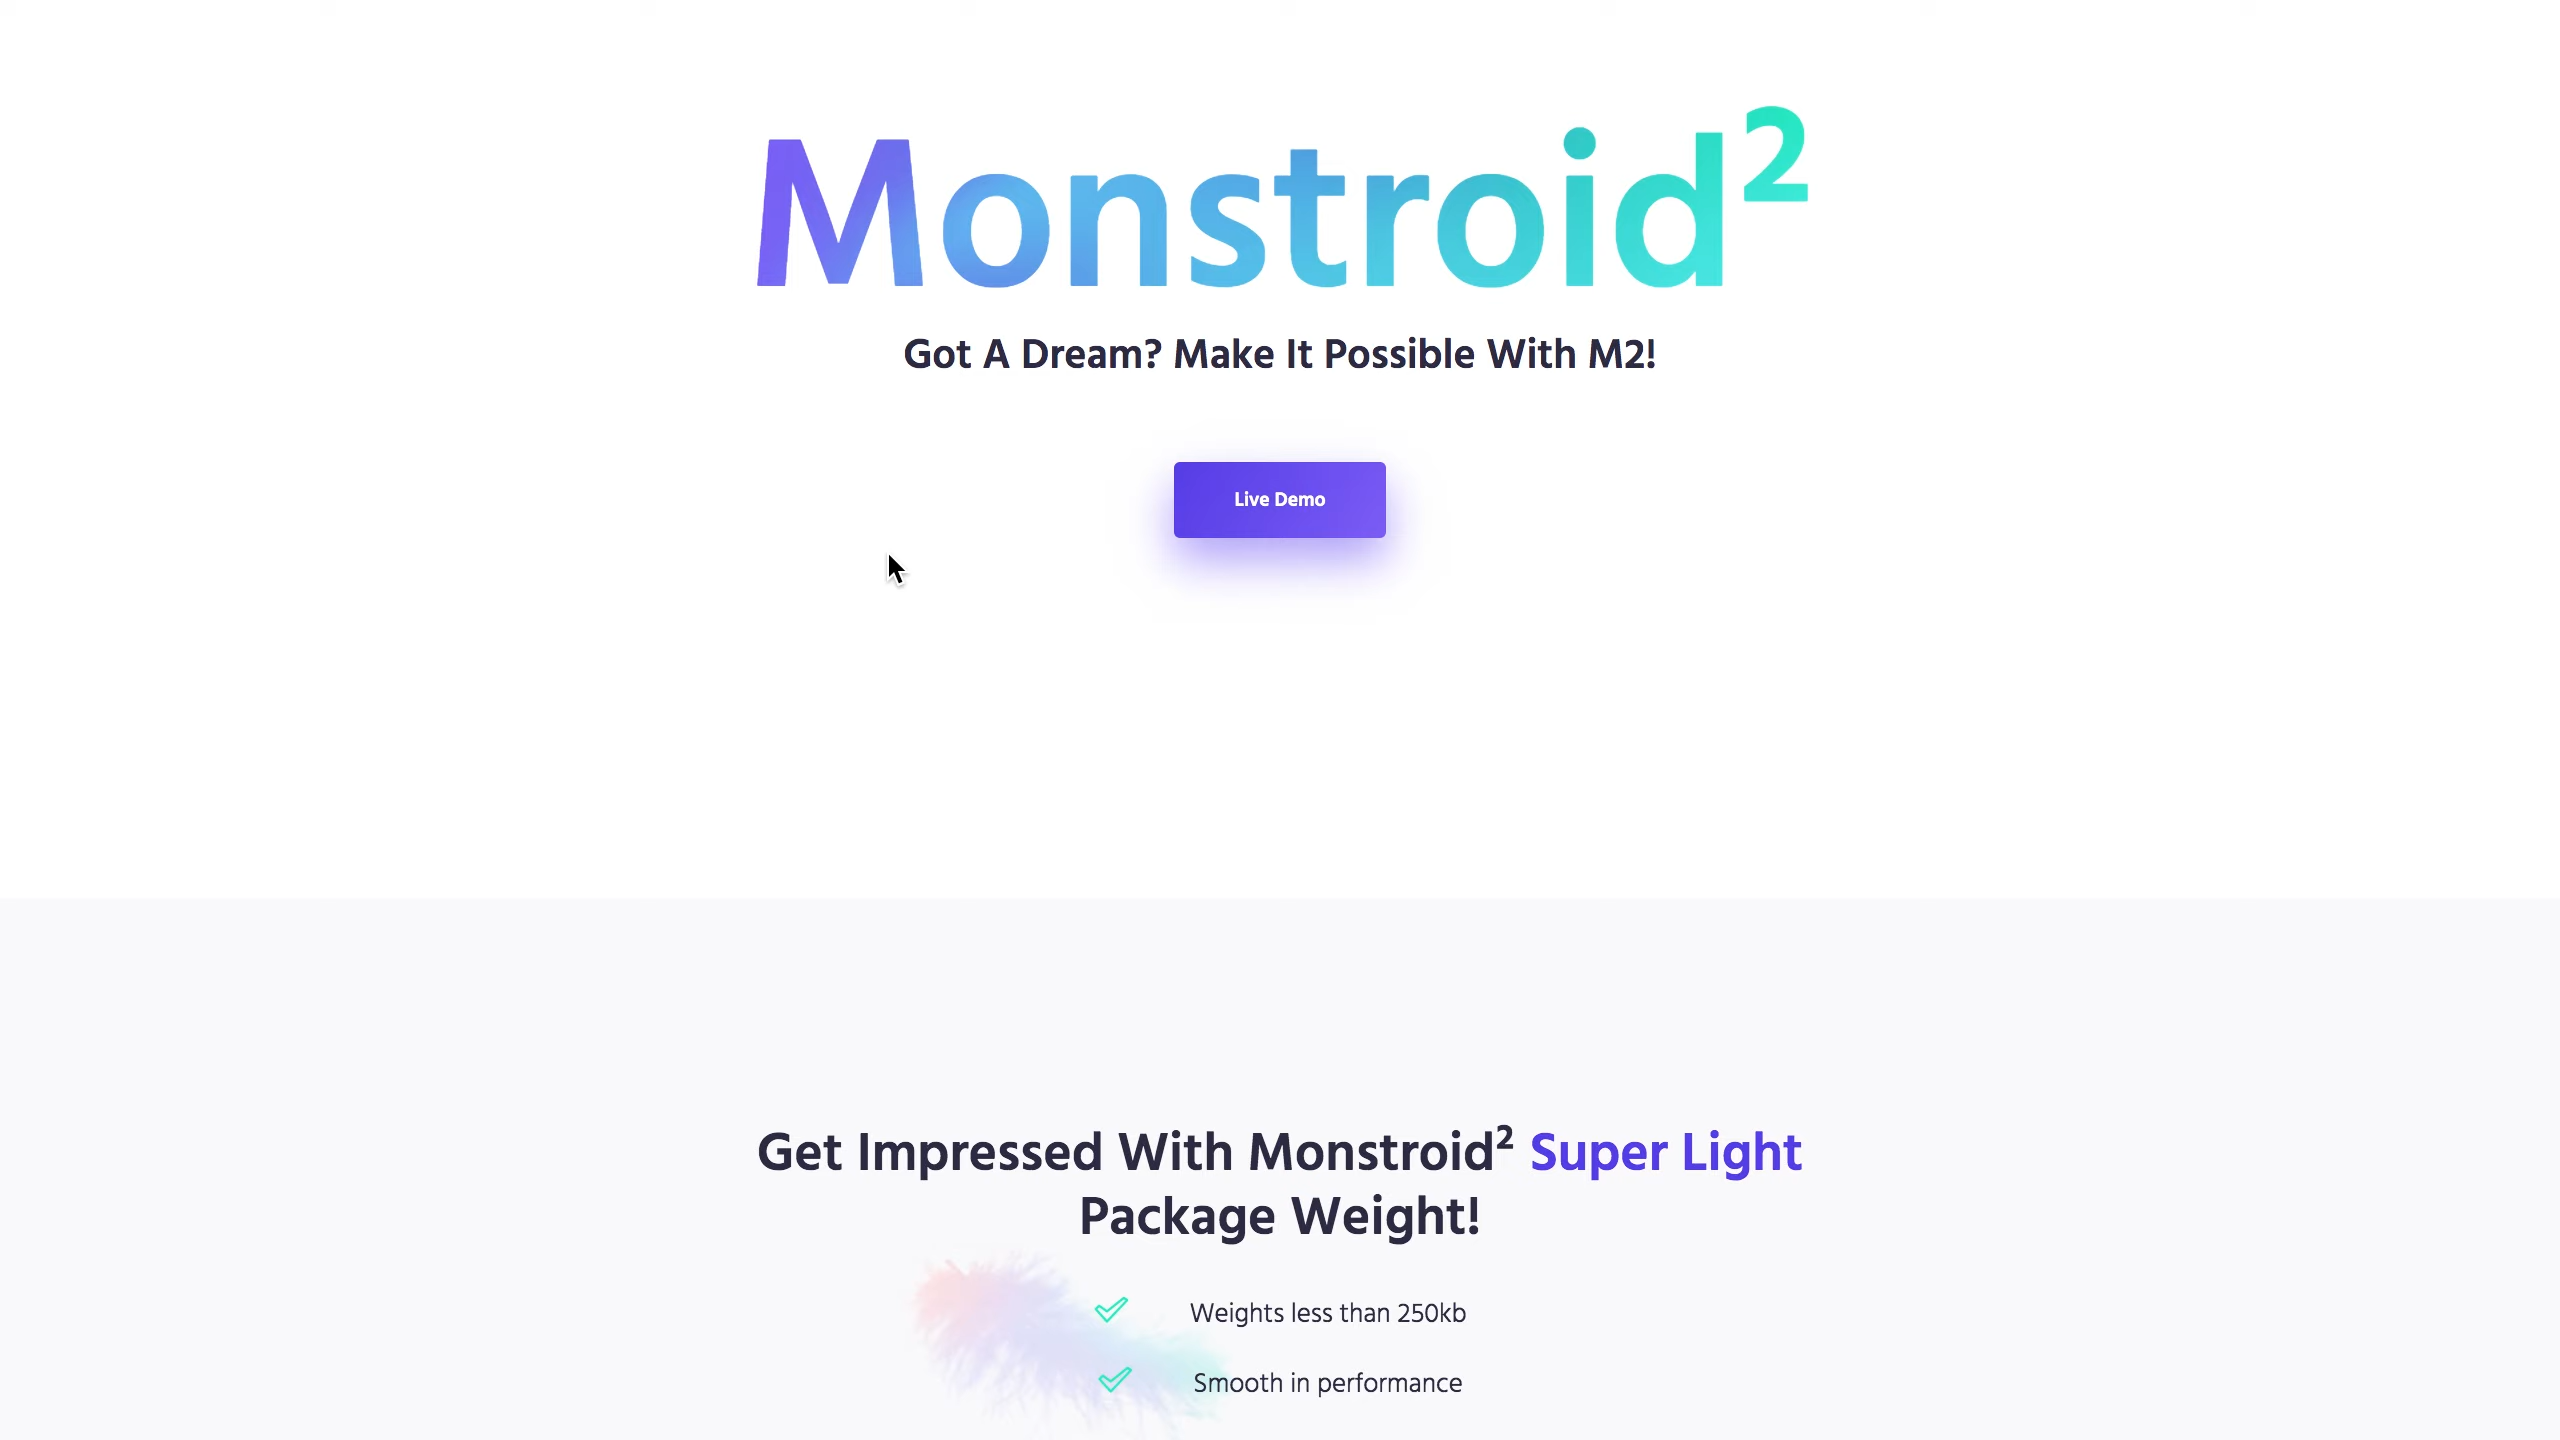 Monstroid²
Got A Dream? Make It Possible With M2!
Live Demo
Get Impressed With Monstroid² Super Light
Package Weight!
Weights less than 250kb
Smooth in performance